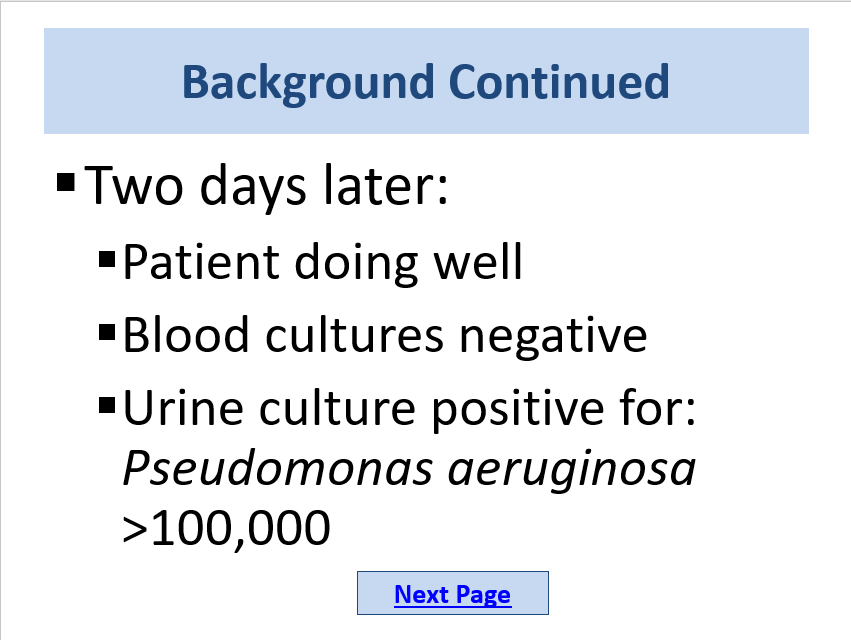 Background Continued
▪Two days later:
▪Patient doing well
▪Blood cultures negative
▪Urine culture positive for:
Pseudomonas aeruginosa
>100,000
Next Page